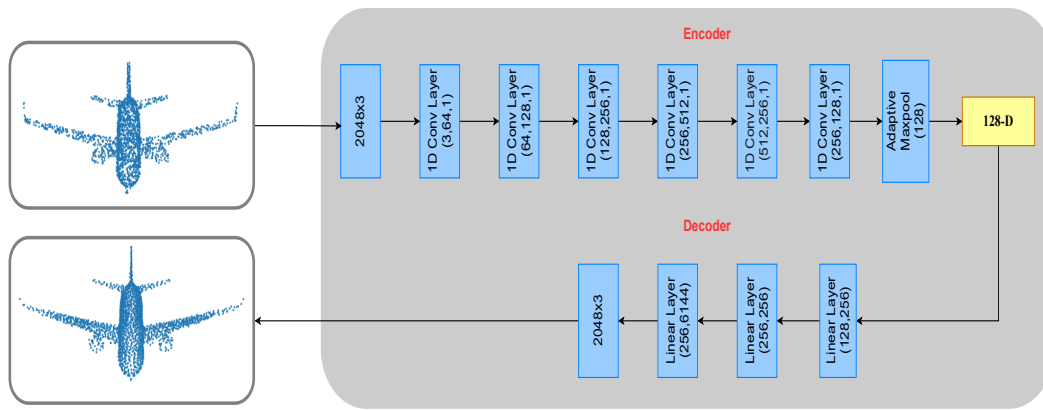 Encoder
2048x3
1D Conv Layer
(3,64,1)
1D Conv Layer
(64,128,1)
1D Conv Layer
(128,256,1)
1D Conv Layer
(256,512,1)
1D Conv Layer
(512,256,1)
1D Conv Layer
(256,128,1)
Adaptive
Maxpool
(128)
128-D
Decoder
2048x3
Linear Layer
(256,6144)
Linear Layer
(256,256)
Linear Layer
(128,256)